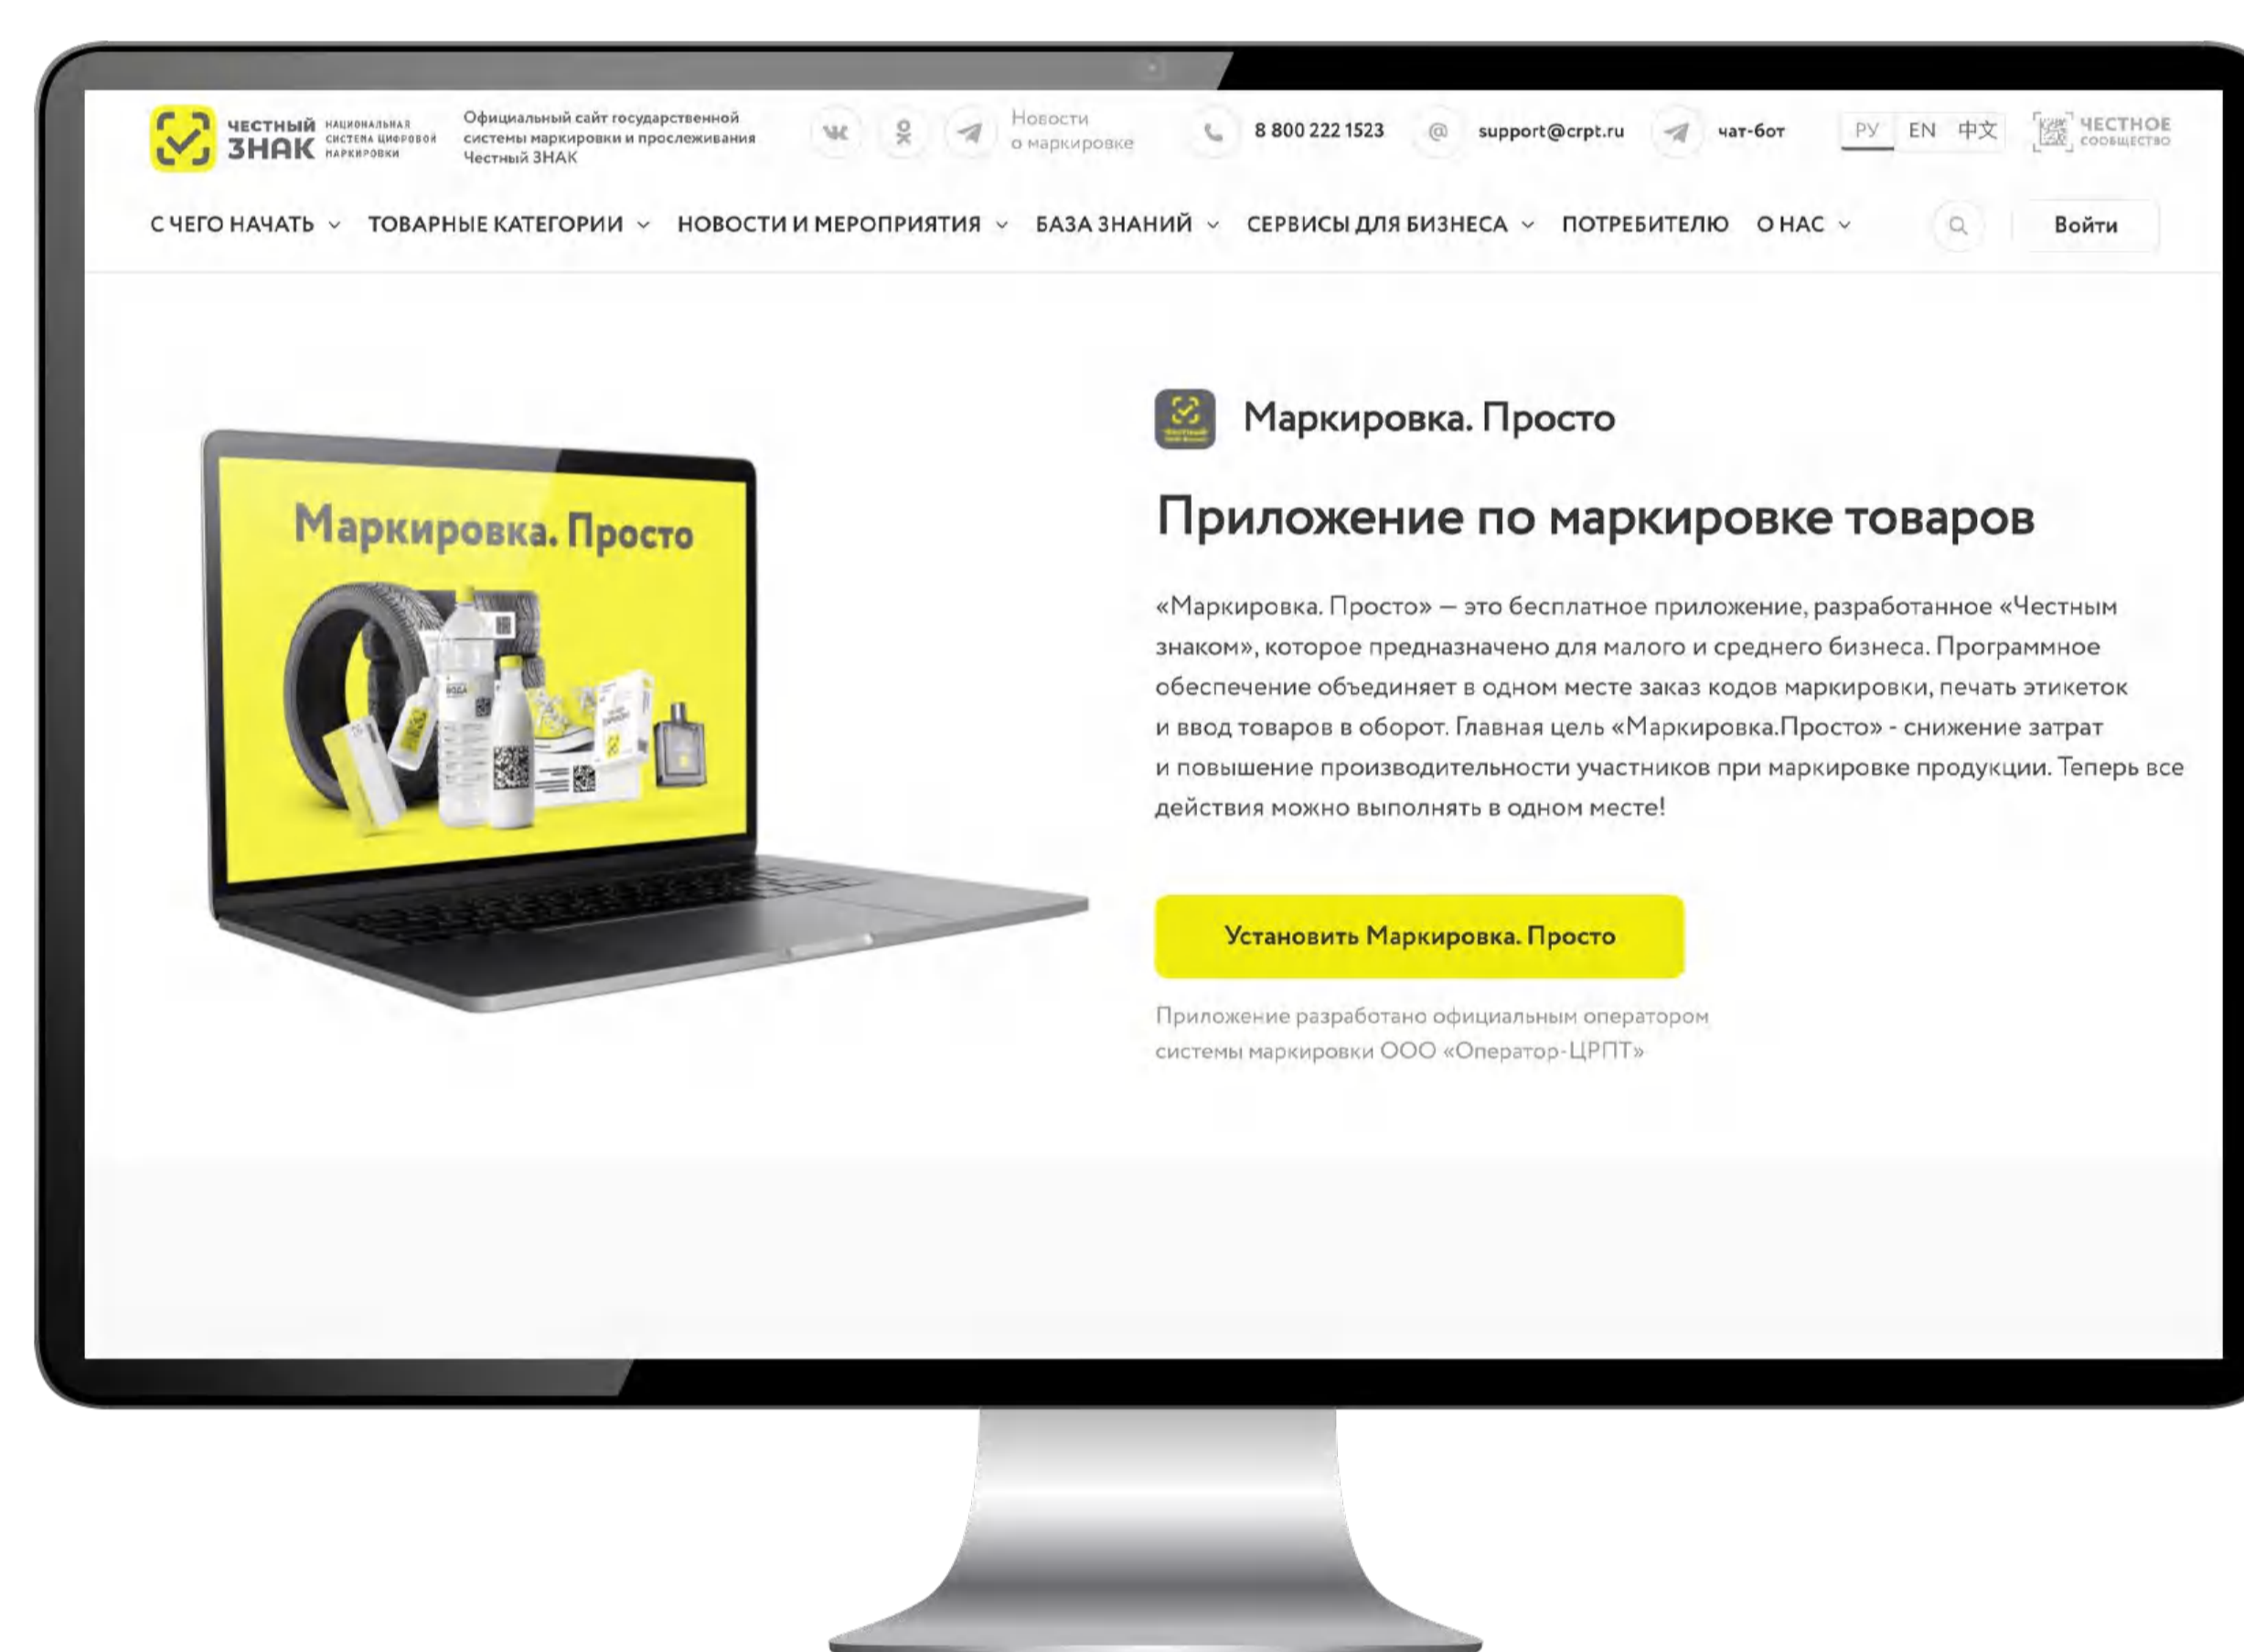 ЧЕСТНЫЙ ЗНАК
НАЦИОНАЛЬНАЯ СИСТЕМА ЦИФРОВОЙ МАРКИРОВКИ
Официальный сайт государственной
системы маркировки и прослеживания
Честный ЗНАК
Новости
о маркировке
8 800 222 1523
@
support@crpt.ru
чат-бот
РУ EN 中文
ЧЕСТНОЕ
СООБЩЕСТВО
С ЧЕГО НАЧАТЬ ТОВАРНЫЕ КАТЕГОРИИ НОВОСТИ И МЕРОПРИЯТИЯ БАЗА ЗНАНИЙ СЕРВИСЫ ДЛЯ БИЗНЕСА ПОТРЕБИТЕЛЮ О НАС Войти
Маркировка. Просто
ВОДА
Маркировка. Просто
Приложение по маркировке товаров
«Маркировка. Просто» — это бесплатное приложение, разработанное «Честным
знаком», которое предназначено для малого и среднего бизнеса. Программное
обеспечение объединяет в одном месте заказ кодов маркировки, печать этикеток
и ввод товаров в оборот. Главная цель «Маркировка.Просто» - снижение затрат
и повышение производительности участников при маркировке продукции. Теперь все
действия можно выполнять в одном месте!
Установить Маркировка. Просто
Приложение разработано официальным оператором
системы маркировки ООО «Оператор-ЦРПТ»